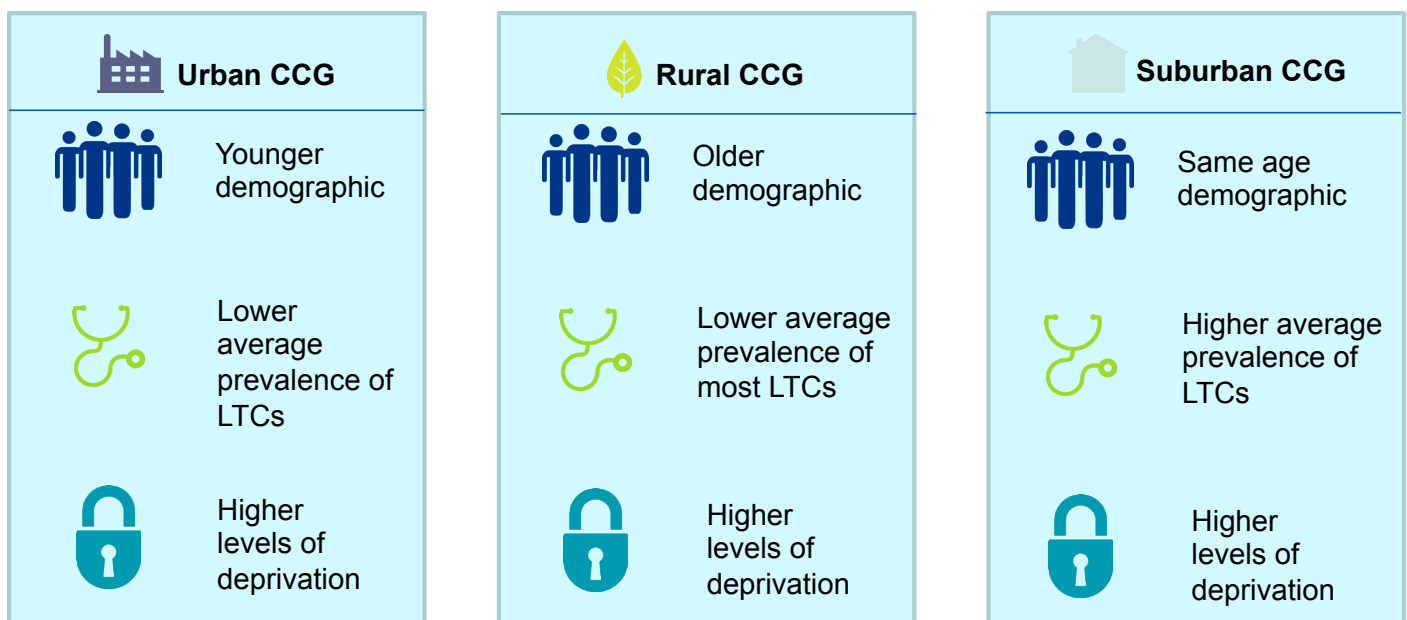 Urban CCG
Younger
demographic
Lower
average
prevalence of
LTCs
Higher
levels of
deprivation
Rural CCG
Older
demographic
Lower average
prevalence of
most LTCs
Higher
levels of
deprivation
Suburban CCG
Same age
demographic
Higher average
prevalence of
LTCs
Higher
levels of
deprivation